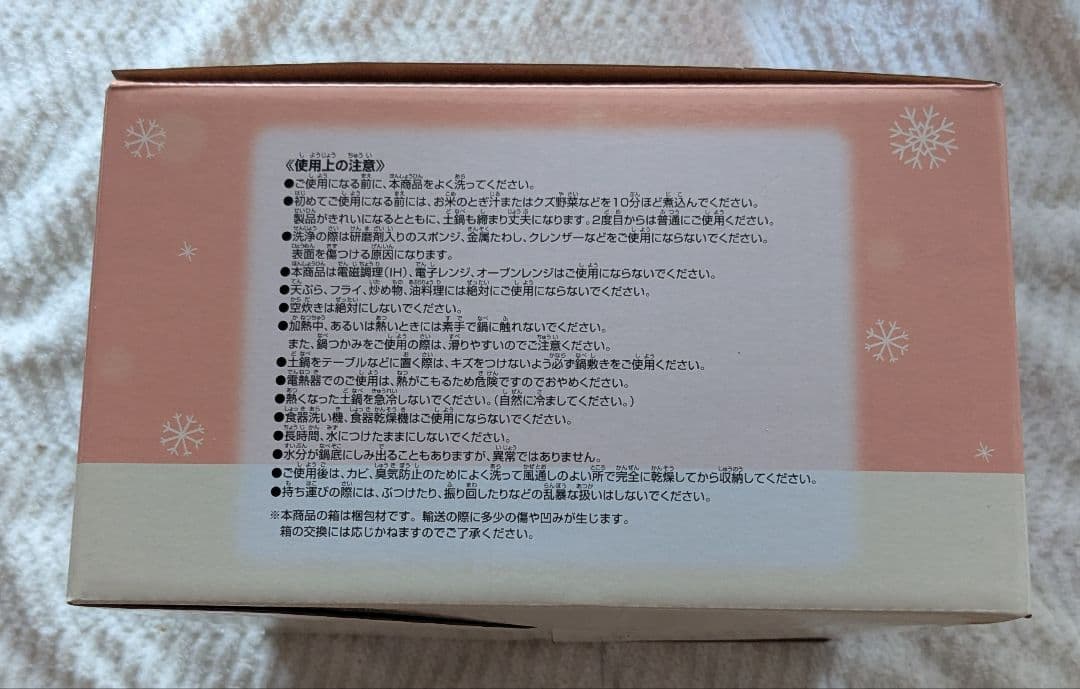 《使用上の注意》
●ご使用になる前に、本商品をよく洗ってください。
●初めてご使用になる前には、お米のとぎ汁またはクズ野菜などを10分ほど煮込んでください。
製品がきれいになるとともに、土鍋も締まり丈夫になります。2度目からは普通にご使用ください。
●洗浄の際は研磨剤入りのスポンジ、金属たわし、クレンザーなどをご使用にならないでください。
表面を傷つける原因になります。
●本商品は電磁調理(IH)、電子レンジ、オーブンレンジはご使用にならないでください。
●天ぷら、フライ、炒め物、油料理には絶対にご使用にならないでください。
●空炊きは絶対にしないでください。
●加熱中、あるいは熱いときには素手で鍋に触れないでください。
また、鍋つかみをご使用の際は、滑りやすいのでご注意ください。
●土鍋をテーブルなどに置く際は、キズをつけないよう必ず鍋敷きをご使用ください。
●電熱器でのご使用は、熱がこもるため危険ですのでおやめください。
●熱くなった土鍋を急冷しないでください。(自然に冷ましてください。)
●食器洗い機、食器乾燥機はご使用にならないでください。
●長時間、水につけたままにしないでください。
●水分が鍋底にしみ出ることもありますが、異常ではありません。
●ご使用後は、カビ、臭気防止のためによく洗って風通しのよい所で完全に乾燥してから収納してください。
●持ち運びの際には、ぶつけたり、振り回したりなどの乱暴な扱いはしないでください。
※本商品の箱は梱包材です。輸送の際に多少の傷や凹みが生じます。
箱の交換には応じかねますのでご了承ください。